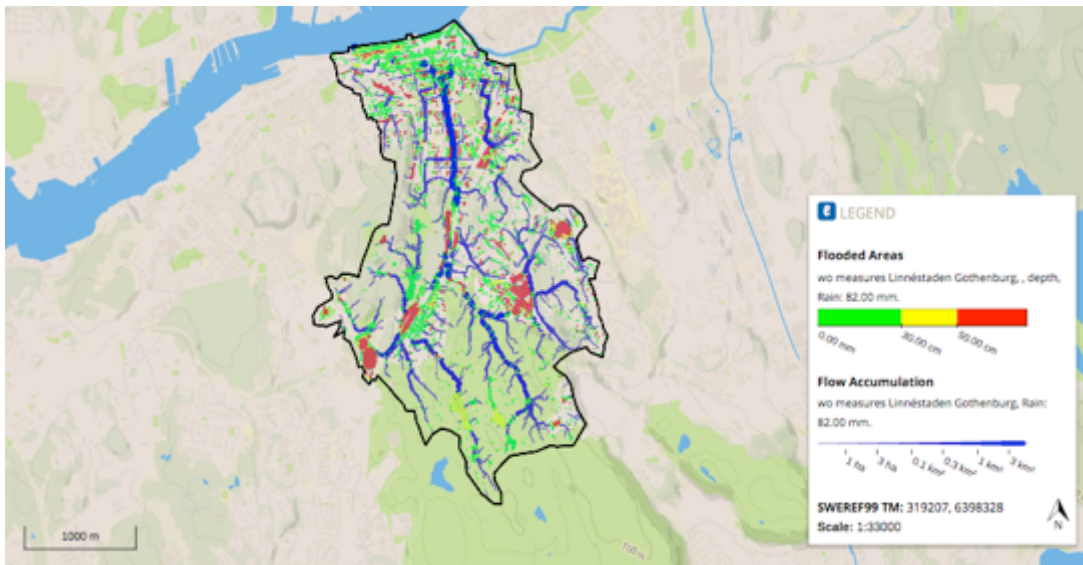 LEGEND
Flooded Areas
wo measures Linnéstaden Gothenburg, , depth,
Rain: 82.00 mm.
0.00 mm 30.00 cm 50.00 cm
Flow Accumulation
wo measures Linnéstaden Gothenburg, Rain:
82.00 mm.
1 ha 3 ha 0.1 km² 0.3 km² 1 km² 3 km²
SWEREF99 TM: 319207, 6398328
Scale: 1:33000
N
1000 m
100 m